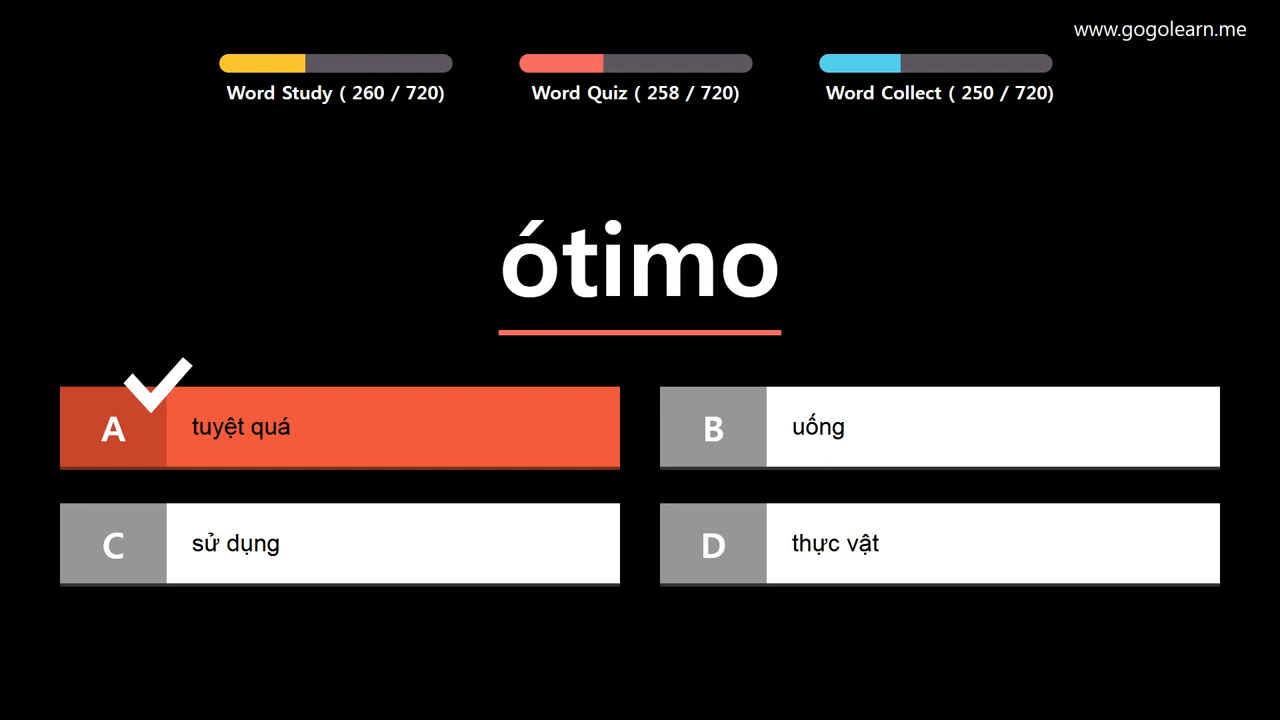 www.gogolearn.me
Word Study ( 260 / 720)
Word Quiz ( 258 / 720)
Word Collect ( 250 / 720)
ótimo
A
tuyệt quá
B
uống
C
sử dụng
D
thực vật